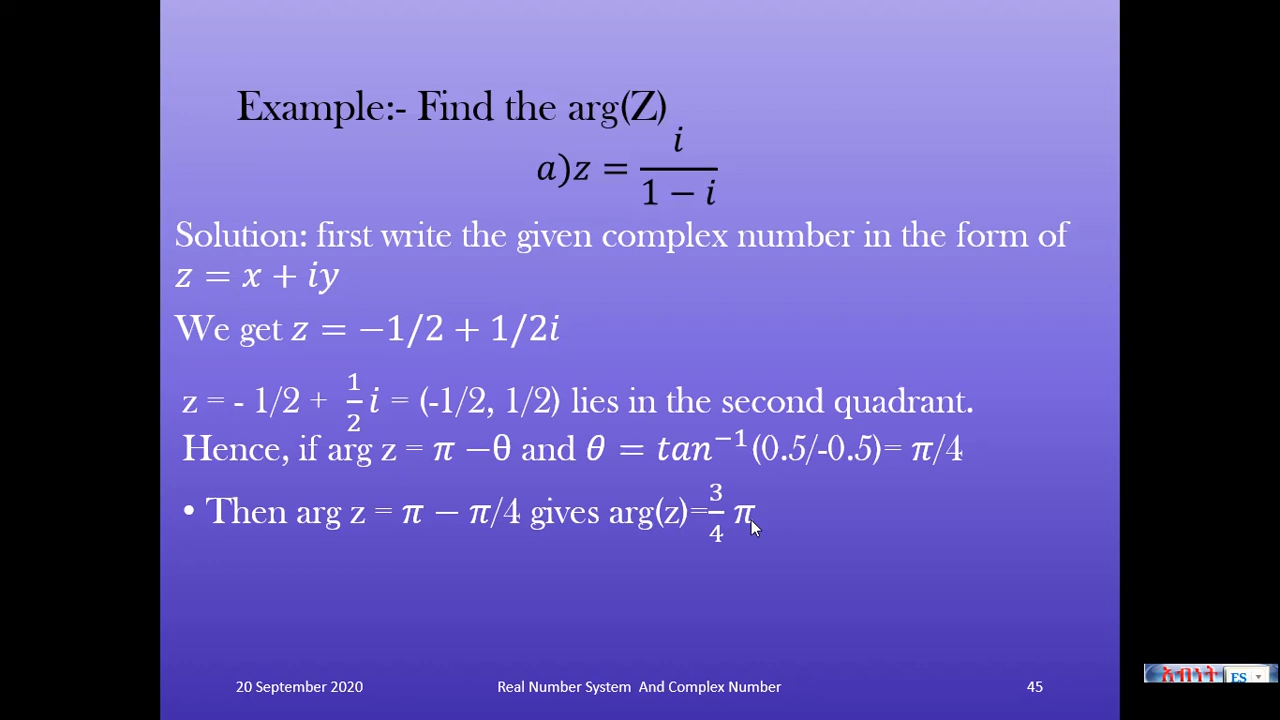 Example:- Find the arg(Z)
a)z = i/(1 − i)
Solution: first write the given complex number in the form of
z = x + iy
We get z = −1/2 + 1/2i
z = - 1/2 + 1/2 i = (-1/2, 1/2) lies in the second quadrant.
Hence, if arg z = π −θ and θ = tan⁻¹(0.5/-0.5)= π/4
• Then arg z = π − π/4 gives arg(z)=3/4 π
20 September 2020
Real Number System And Complex Number
45
አብነት
ES